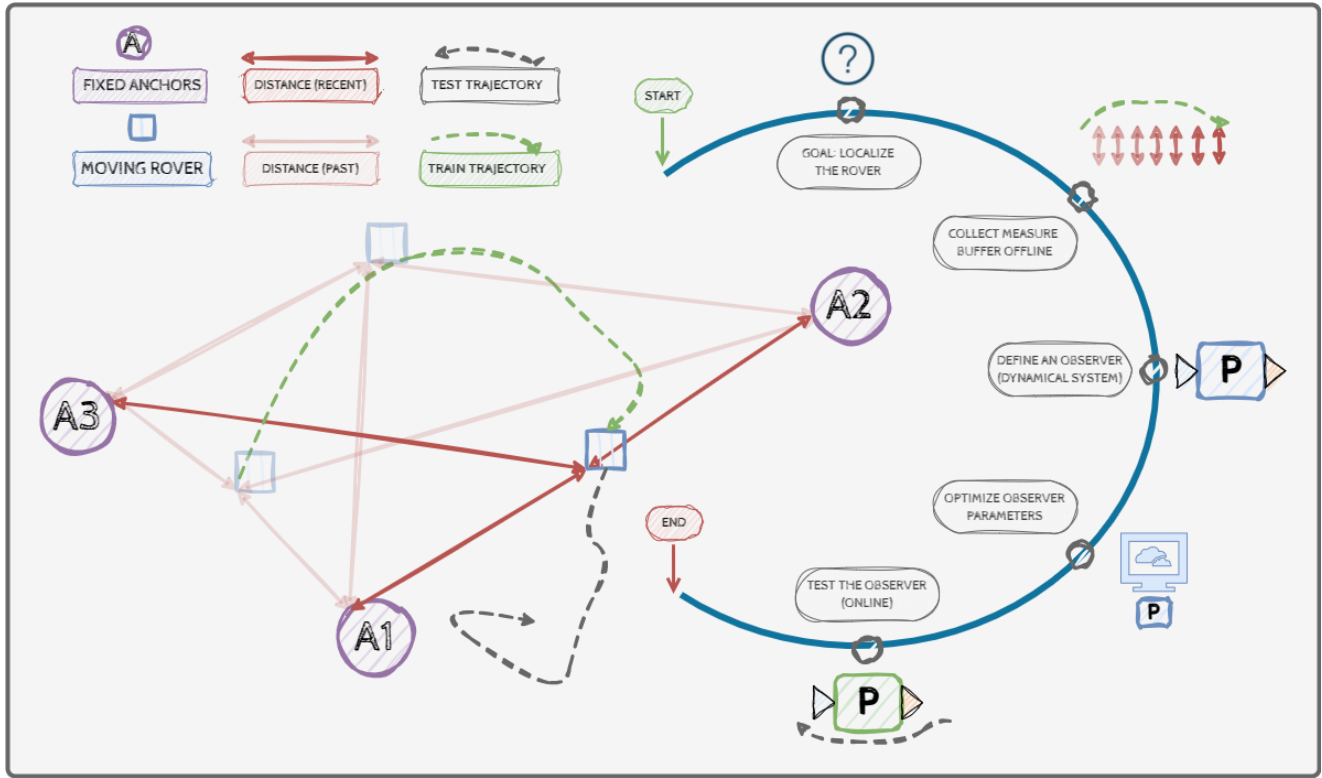 A
FIXED ANCHORS
DISTANCE (RECENT)
TEST TRAJECTORY
MOVING ROVER
DISTANCE (PAST)
TRAIN TRAJECTORY
A2
A3
A1
START
?
GOAL: LOCALIZE
THE ROVER
COLLECT MEASURE
BUFFER OFFLINE
DEFINE AN OBSERVER
(DYNAMICAL SYSTEM)
P
OPTIMIZE OBSERVER
PARAMETERS
P
END
TEST THE OBSERVER
(ONLINE)
P